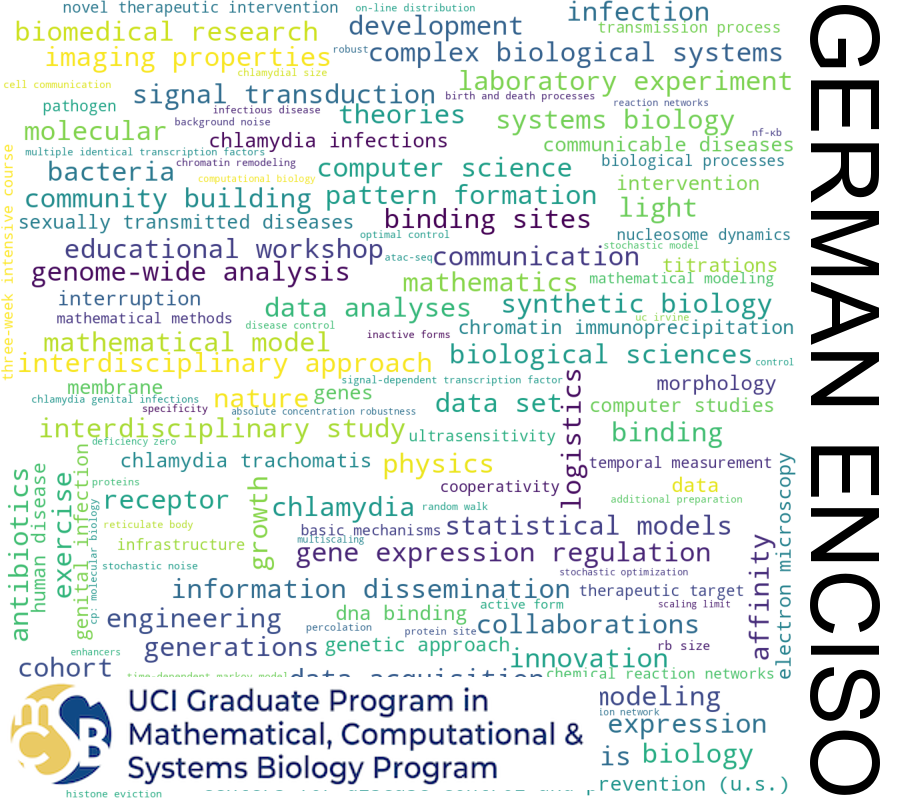 novel therapeutic intervention
on-line distribution
infection
biomedical research
development
transmission process
imaging properties
robust
complex biological systems
chlamydial size
cell communication
laboratory experiment
signal transduction
birth and death processes
reaction networks
pathogen
infectious disease
theories
systems biology
background noise
molecular
chlamydia infections
nf-κb
communicable diseases
multiple identical transcription factors
chromatin remodeling
biological processes
bacteria
computer science
computational biology
intervention
community building
pattern formation
light
sexually transmitted diseases
binding sites
optimal control
nucleosome dynamics
educational workshop
atac-seq
communication
stochastic model
genome-wide analysis
titrations
mathematics
mathematical modeling
interruption
data analyses
synthetic biology
mathematical methods
disease control
uc irvine
inactive forms
chromatin immunoprecipitation
mathematical model
interdisciplinary approach
biological sciences
control
three-week intensive course
membrane
signal-dependent transcription factor
morphology
chlamydia genital infections
nature
genes
specificity
absolute concentration robustness
data set
logistics
computer studies
interdisciplinary study
ultrasensitivity
binding
deficiency zero
chlamydia trachomatis
physics
temporal measurement
antibiotics
human disease
exercise
genital infection
cp: molecular biology
proteins
receptor
growth
cooperativity
data
additional preparation
chlamydia
random walk
reticulate body
basic mechanisms
statistical models
infrastructure
multiscaling
gene expression regulation
stochastic noise
stochastic optimization
affinity
electron microscopy
information dissemination
therapeutic target
engineering
dna binding
active form
scaling limit
percolation
protein site
collaborations
generations
genetic approach
rb size
enhancers
innovation
cohort
time-dependent markov model
data acquisition
chemical reaction networks
mCSB
UCI Graduate Program in
Mathematical, Computational &
Systems Biology Program
modeling
ion network
expression
is
biology
revention (u.s.)
histone eviction
GERMAN ENCISO